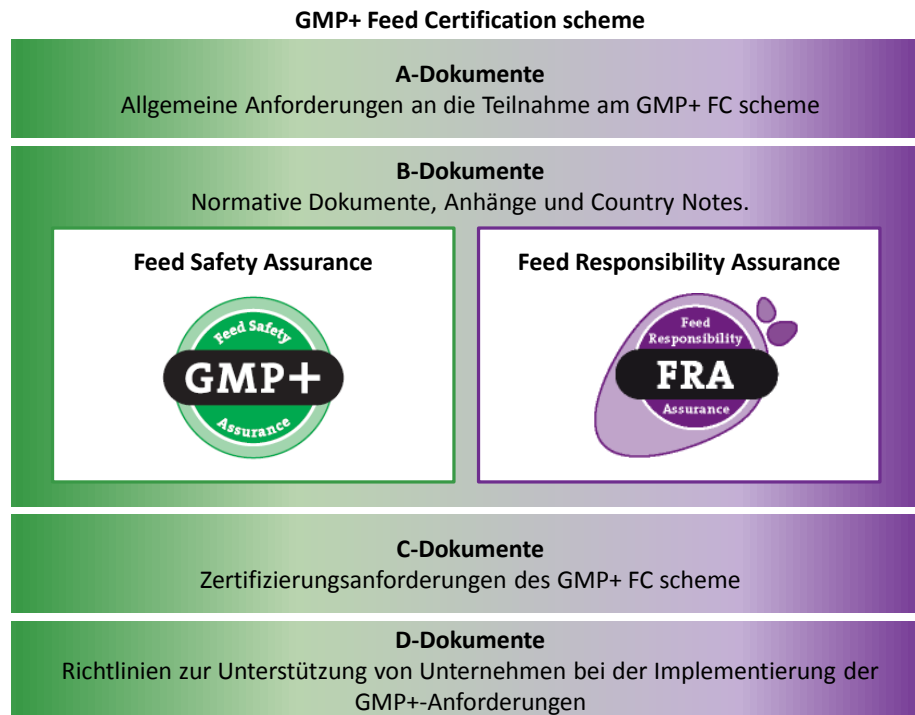 GMP+ Feed Certification scheme
A-Dokumente
Allgemeine Anforderungen an die Teilnahme am GMP+ FC scheme
B-Dokumente
Normative Dokumente, Anhänge und Country Notes.
Feed Safety Assurance
Feed Safety
GMP+
Assurance
Feed Responsibility Assurance
Feed
Responsibility
FRA
Assurance
C-Dokumente
Zertifizierungsanforderungen des GMP+ FC scheme
D-Dokumente
Richtlinien zur Unterstützung von Unternehmen bei der Implementierung der
GMP+-Anforderungen